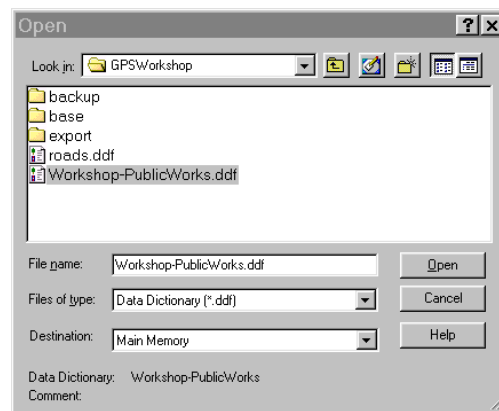 Open
Look in: GPSWorkshop
backup
base
export
roads.ddf
Workshop-PublicWorks.ddf
File name: Workshop-PublicWorks.ddf Open
Files of type: Data Dictionary (*.ddf) Cancel
Destination: Main Memory Help
Data Dictionary: Workshop-PublicWorks
Comment: